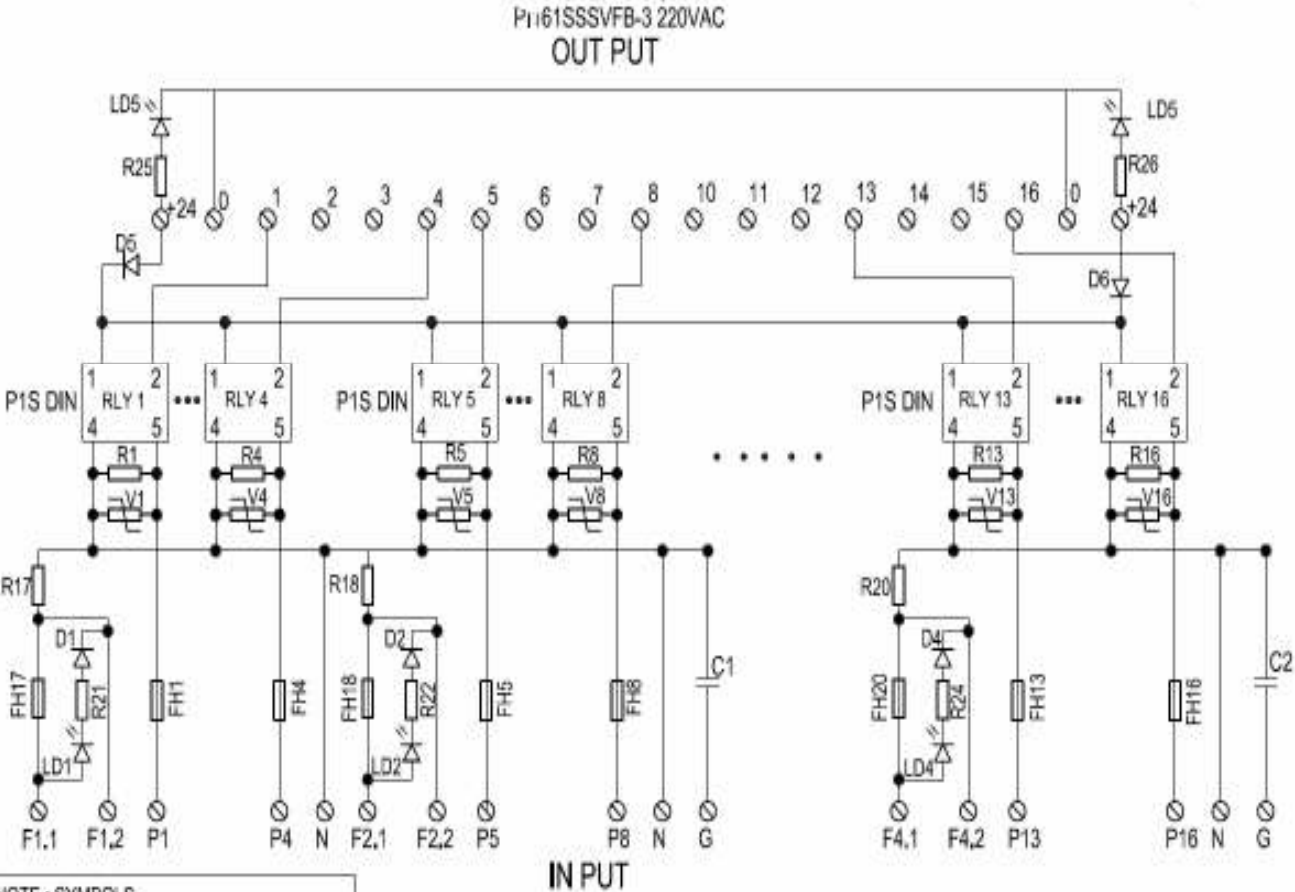 P1161SSSVFB-3 220VAC
OUT PUT
LD5 LD5
R25 R26
+24 0 1 2 3 4 5 6 7 8 10 11 12 13 14 15 16 0 +24
D5 D6
1 2 1 2 1 2 1 2 1 2 1 2
P1S DIN RLY 1 ••• RLY 4 P1S DIN RLY 5 ••• RLY 8 P1S DIN RLY 13 ••• RLY 16
4 5 4 5 4 5 4 5 4 5 4 5
R1 R4 R5 R8 R13 R16
V1 V4 V5 V8 V13 V16
R17 R18 R20
D1 D2 D4
C1 C2
FH17 R21 FH1 FH4 FH18 R22 FH5 FH8 FH20 R24 FH13 FH16
LD1 LD2 LD4
F1.1 F1.2 P1 P4 N F2.1 F2.2 P5 P8 N G F4.1 F4.2 P13 P16 N G
IN PUT